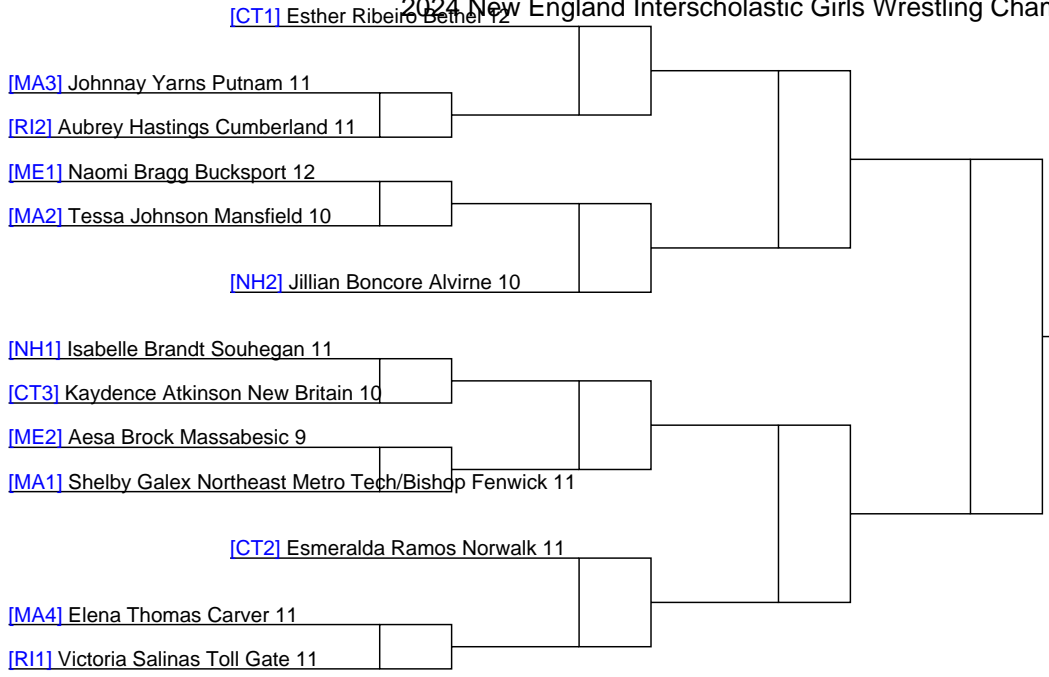 2024 New England Interscholastic Girls Wrestling Cham
[CT1] Esther Ribeiro Bethel 12
[MA3] Johnnay Yarns Putnam 11
[RI2] Aubrey Hastings Cumberland 11
[ME1] Naomi Bragg Bucksport 12
[MA2] Tessa Johnson Mansfield 10
[NH2] Jillian Boncore Alvirne 10
[NH1] Isabelle Brandt Souhegan 11
[CT3] Kaydence Atkinson New Britain 10
[ME2] Aesa Brock Massabesic 9
[MA1] Shelby Galex Northeast Metro Tech/Bishop Fenwick 11
[CT2] Esmeralda Ramos Norwalk 11
[MA4] Elena Thomas Carver 11
[RI1] Victoria Salinas Toll Gate 11